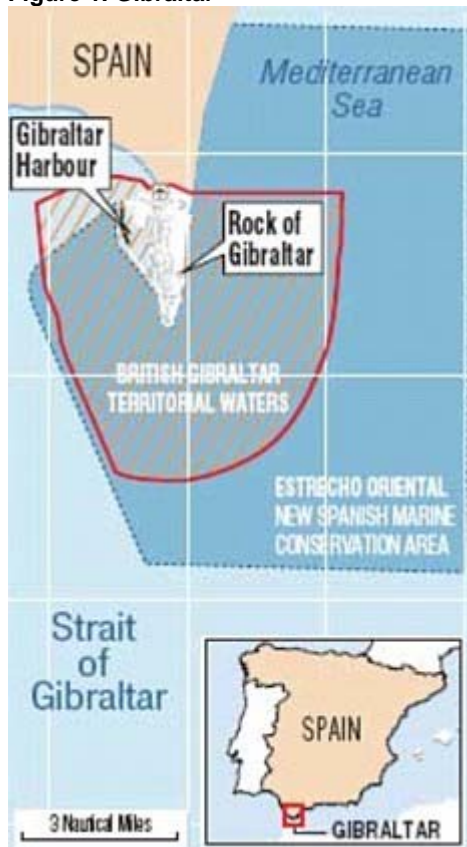 Figure 1. Gibraltar
SPAIN
Mediterranean
Sea
Gibraltar
Harbour
Rock of
Gibraltar
BRITISH GIBRALTAR
TERRITORIAL WATERS
ESTRECHO ORIENTAL
NEW SPANISH MARINE
CONSERVATION AREA
Strait
of
Gibraltar
SPAIN
3 Nautical Miles
GIBRALTAR